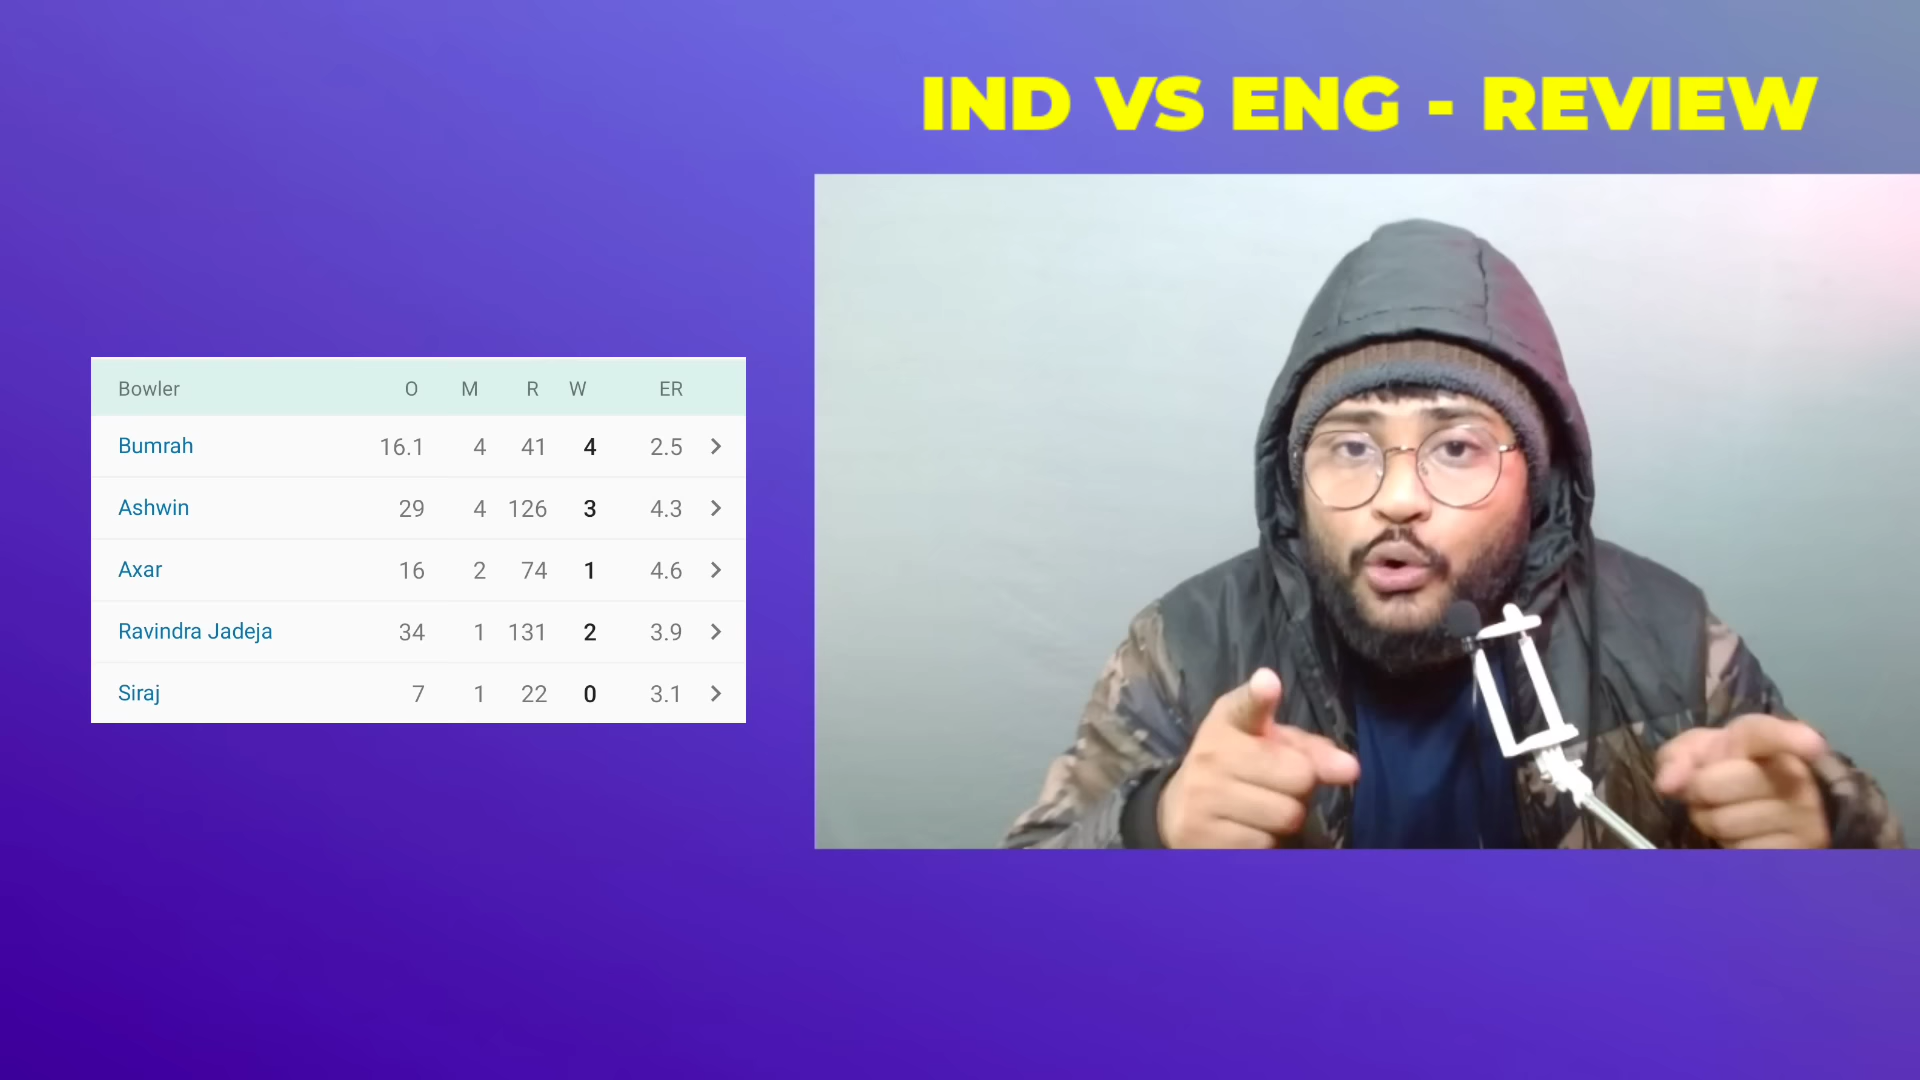 IND VS ENG - REVIEW
Bowler O M R W ER
Bumrah 16.1 4 41 4 2.5
Ashwin 29 4 126 3 4.3
Axar 16 2 74 1 4.6
Ravindra Jadeja 34 1 131 2 3.9
Siraj 7 1 22 0 3.1